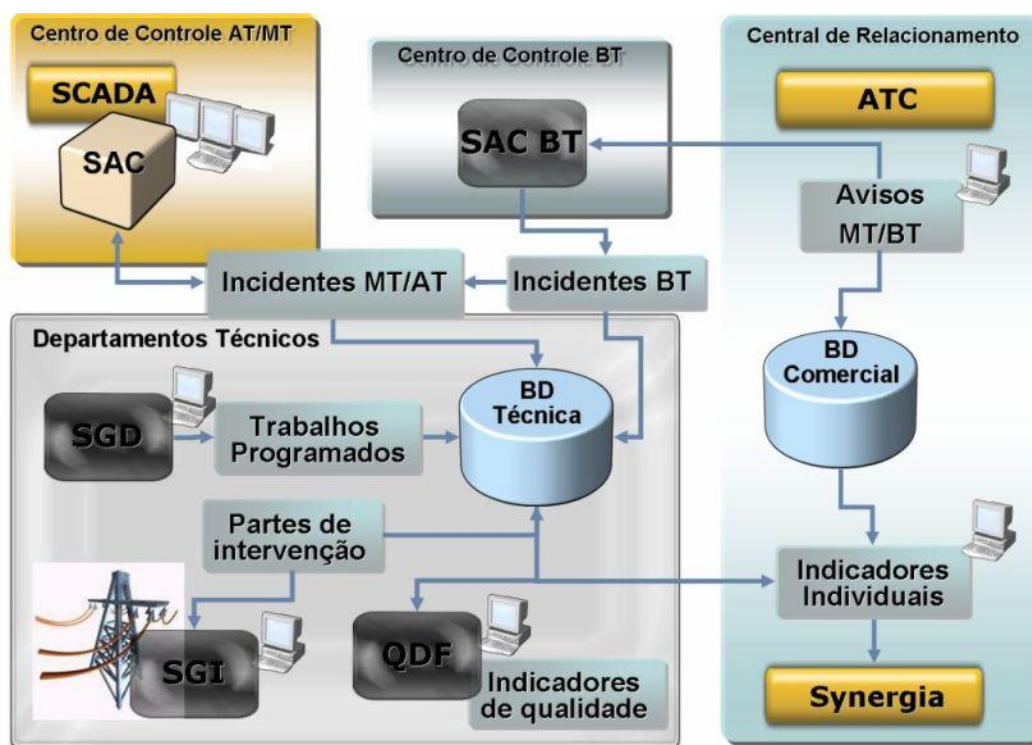 Centro de Controle AT/MT
SCADA
SAC
Centro de Controle BT
SAC BT
Central de Relacionamento
ATC
Avisos
MT/BT
Incidentes MT/AT
Incidentes BT
Departamentos Técnicos
BD
Técnica
BD
Comercial
SGD
Trabalhos
Programados
Partes de
intervenção
SGI
QDF
Indicadores
de qualidade
Indicadores
Individuais
Synergia